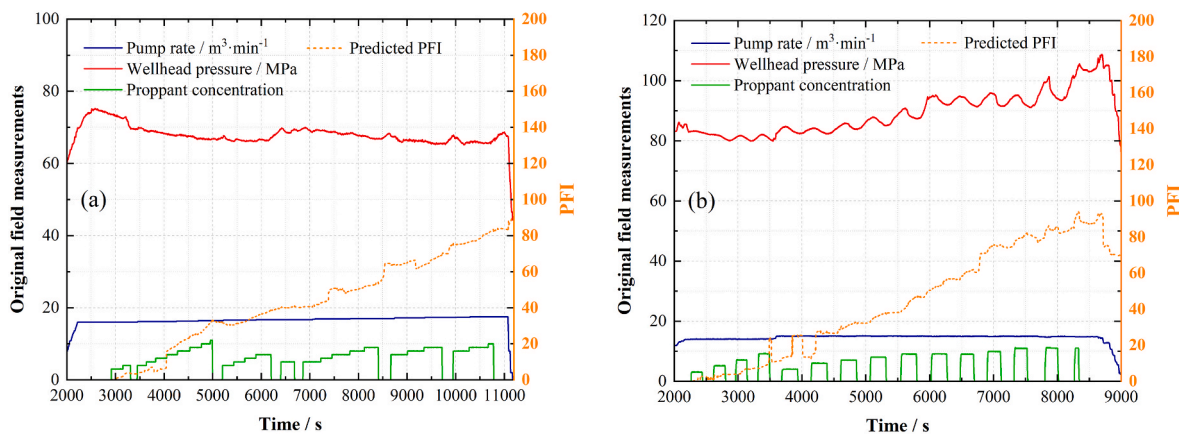 (a)
Pump rate / m³·min⁻¹
Predicted PFI
Wellhead pressure / MPa
Proppant concentration
Original field measurements
100
80
60
40
20
0
200
180
160
140
120
100
80
60
40
20
0
PFI
2000 3000 4000 5000 6000 7000 8000 9000 10000 11000
Time / s
(b)
Pump rate / m³·min⁻¹
Predicted PFI
Wellhead pressure / MPa
Proppant concentration
Original field measurements
120
100
80
60
40
20
0
200
180
160
140
120
100
80
60
40
20
0
PFI
2000 3000 4000 5000 6000 7000 8000 9000
Time / s